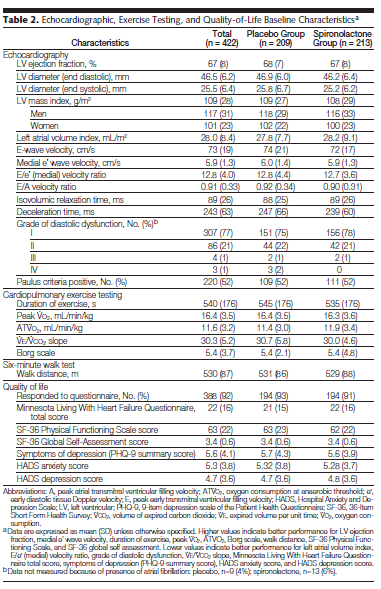 Table 2. Echocardiographic, Exercise Testing, and Quality-of-Life Baseline Characteristicsᵃ
Characteristics Total (n = 422) Placebo Group (n = 209) Spironolactone Group (n = 213)
Echocardiography
LV ejection fraction, % 67 (8) 68 (7) 67 (8)
LV diameter (end diastolic), mm 46.5 (6.2) 46.9 (6.0) 46.2 (6.4)
LV diameter (end systolic), mm 25.5 (6.4) 25.8 (6.7) 25.2 (6.2)
LV mass index, g/m² 109 (28) 109 (27) 108 (29)
Men 117 (31) 118 (29) 116 (33)
Women 101 (23) 102 (22) 100 (23)
Left atrial volume index, mL/m² 28.0 (8.4) 27.8 (7.7) 28.2 (9.1)
E-wave velocity, cm/s 73 (19) 74 (21) 72 (17)
Medial e′ wave velocity, cm/s 5.9 (1.3) 6.0 (1.4) 5.9 (1.3)
E/e′ (medial) velocity ratio 12.8 (4.0) 12.8 (4.4) 12.7 (3.6)
E/A velocity ratio 0.91 (0.33) 0.92 (0.34) 0.90 (0.31)
Isovolumic relaxation time, ms 89 (26) 88 (25) 89 (26)
Deceleration time, ms 243 (63) 247 (66) 239 (60)
Grade of diastolic dysfunction, No. (%)ᵇ
I 307 (77) 151 (75) 156 (78)
II 86 (21) 44 (22) 42 (21)
III 4 (1) 2 (1) 2 (1)
IV 3 (1) 3 (2) 0
Paulus criteria positive, No. (%) 220 (52) 109 (52) 111 (52)
Cardiopulmonary exercise testing
Duration of exercise, s 540 (176) 545 (176) 535 (176)
Peak V̇O₂, mL/min/kg 16.4 (3.5) 16.4 (3.5) 16.3 (3.6)
ATV̇O₂, mL/min/kg 11.6 (3.2) 11.4 (3.0) 11.9 (3.4)
V̇E/V̇CO₂ slope 30.3 (5.2) 30.7 (5.8) 30.0 (4.6)
Borg scale 5.4 (3.7) 5.4 (2.1) 5.4 (4.8)
Six-minute walk test
Walk distance, m 530 (87) 531 (86) 529 (88)
Quality of life
Responded to questionnaire, No. (%) 388 (92) 194 (93) 194 (91)
Minnesota Living With Heart Failure Questionnaire, total score 22 (16) 21 (15) 22 (16)
SF-36 Physical Functioning Scale score 63 (22) 63 (23) 62 (22)
SF-36 Global Self-Assessment score 3.4 (0.6) 3.4 (0.6) 3.4 (0.6)
Symptoms of depression (PHQ-9 summary score) 5.6 (4.1) 5.7 (4.3) 5.6 (3.9)
HADS anxiety score 5.3 (3.8) 5.32 (3.8) 5.28 (3.7)
HADS depression score 4.7 (3.6) 4.7 (3.6) 4.8 (3.6)
Abbreviations: A, peak atrial transmitral ventricular filling velocity; ATV̇O₂, oxygen consumption at anaerobic threshold; e′,
early diastolic tissue Doppler velocity; E, peak early transmitral ventricular filling velocity; HADS, Hospital Anxiety and De-
pression Scale; LV, left ventricular; PHQ-9, 9-item depression scale of the Patient Health Questionnaire; SF-36, 36-Item
Short Form Health Survey; V̇CO₂, volume of expired carbon dioxide; V̇E, expired volume per unit time; V̇O₂, oxygen con-
sumption.
ᵃData are expressed as mean (SD) unless otherwise specified. Higher values indicate better performance for LV ejection
fraction, medial e′ wave velocity, duration of exercise, peak V̇O₂, ATV̇O₂, Borg scale, walk distance, SF-36 Physical Func-
tioning Scale, and SF-36 global self assessment. Lower values indicate better performance for left atrial volume index,
E/e′ (medial) velocity ratio, grade of diastolic dysfunction, V̇E/V̇CO₂ slope, Minnesota Living With Heart Failure Question-
naire total score, symptoms of depression (PHQ-9 summary score), HADS anxiety score, and HADS depression score.
ᵇData not measured because of presence of atrial fibrillation: placebo, n=9 (4%); spironolactone, n=13 (6%).